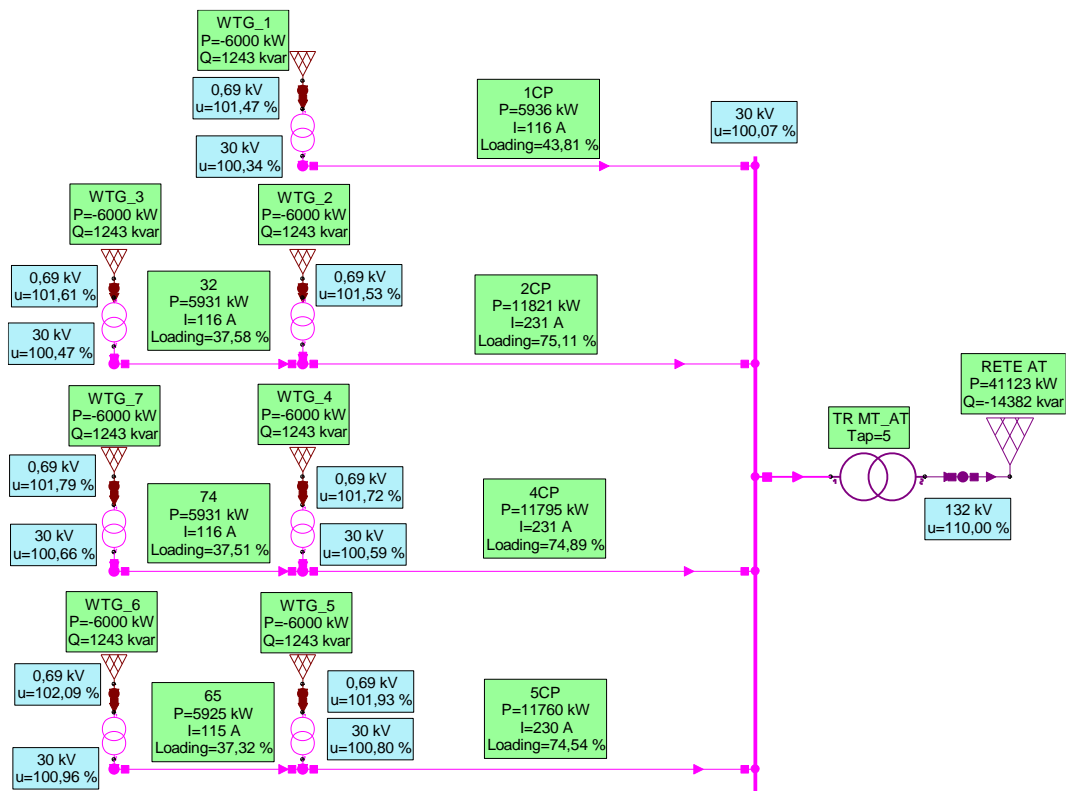 WTG_1
P=-6000 kW
Q=1243 kvar
0,69 kV
u=101,47 %
30 kV
u=100,34 %
1CP
P=5936 kW
I=116 A
Loading=43,81 %
30 kV
u=100,07 %
WTG_3
P=-6000 kW
Q=1243 kvar
WTG_2
P=-6000 kW
Q=1243 kvar
0,69 kV
u=101,61 %
30 kV
u=100,47 %
32
P=5931 kW
I=116 A
Loading=37,58 %
0,69 kV
u=101,53 %
2CP
P=11821 kW
I=231 A
Loading=75,11 %
RETE AT
P=41123 kW
Q=-14382 kvar
TR MT_AT
Tap=5
132 kV
u=110,00 %
WTG_7
P=-6000 kW
Q=1243 kvar
WTG_4
P=-6000 kW
Q=1243 kvar
0,69 kV
u=101,79 %
30 kV
u=100,66 %
74
P=5931 kW
I=116 A
Loading=37,51 %
0,69 kV
u=101,72 %
30 kV
u=100,59 %
4CP
P=11795 kW
I=231 A
Loading=74,89 %
WTG_6
P=-6000 kW
Q=1243 kvar
WTG_5
P=-6000 kW
Q=1243 kvar
0,69 kV
u=102,09 %
30 kV
u=100,96 %
65
P=5925 kW
I=115 A
Loading=37,32 %
0,69 kV
u=101,93 %
30 kV
u=100,80 %
5CP
P=11760 kW
I=230 A
Loading=74,54 %